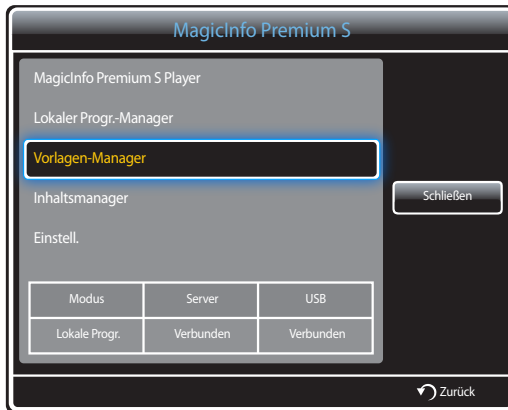 MagicInfo Premium S
MagicInfo Premium S Player
Lokaler Progr.-Manager
Vorlagen-Manager
Inhaltsmanager
Schließen
Einstell.
Modus Server USB
Lokale Progr. Verbunden Verbunden
Zurück